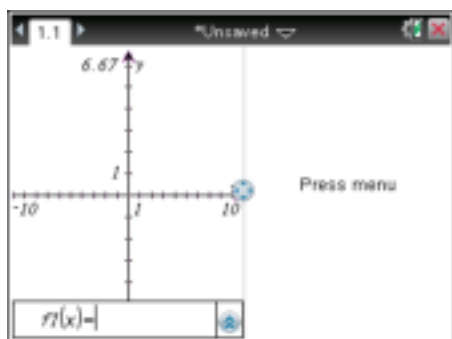 1.1
*Unsaved
6.67 y
1
-10 1 10
Press menu
f1(x)=